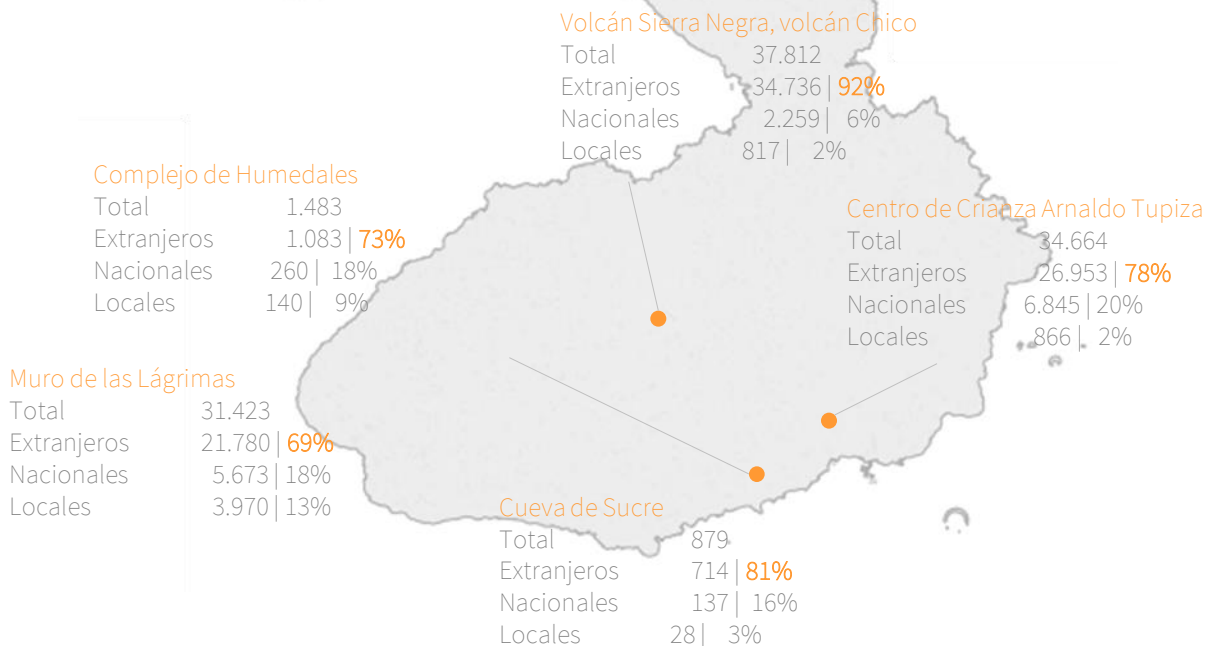 Volcán Sierra Negra, volcán Chico
Total 37.812
Extranjeros 34.736 | 92%
Nacionales 2.259 | 6%
Locales 817 | 2%
Complejo de Humedales
Total 1.483
Extranjeros 1.083 | 73%
Nacionales 260 | 18%
Locales 140 | 9%
Centro de Crianza Arnaldo Tupiza
Total 34.664
Extranjeros 26.953 | 78%
Nacionales 6.845 | 20%
Locales 866 | 2%
Muro de las Lágrimas
Total 31.423
Extranjeros 21.780 | 69%
Nacionales 5.673 | 18%
Locales 3.970 | 13%
Cueva de Sucre
Total 879
Extranjeros 714 | 81%
Nacionales 137 | 16%
Locales 28 | 3%